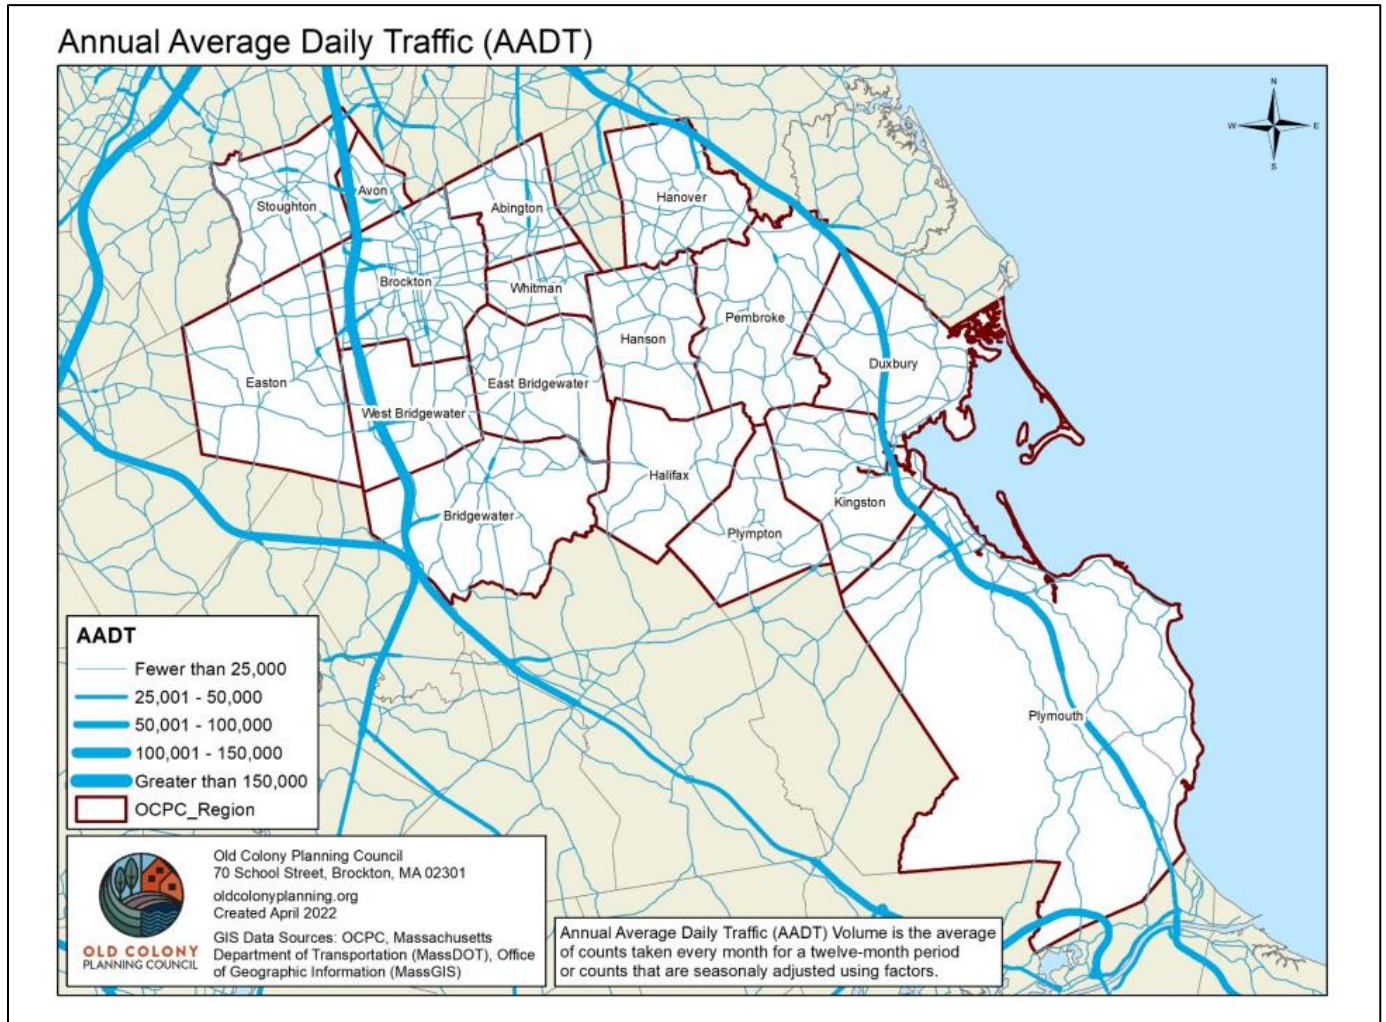 Annual Average Daily Traffic (AADT)
N
W
E
S
Hanover
Avon
Stoughton
Abington
Brockton
Whitman
Pembroke
Hanson
Duxbury
Easton
East Bridgewater
West Bridgewater
Halifax
Kingston
Bridgewater
Plympton
Plymouth
AADT
Fewer than 25,000
25,001 - 50,000
50,001 - 100,000
100,001 - 150,000
Greater than 150,000
OCPC_Region
OLD COLONY
PLANNING COUNCIL
Old Colony Planning Council
70 School Street, Brockton, MA 02301
oldcolonyplanning.org
Created April 2022
GIS Data Sources: OCPC, Massachusetts
Department of Transportation (MassDOT), Office
of Geographic Information (MassGIS)
Annual Average Daily Traffic (AADT) Volume is the average
of counts taken every month for a twelve-month period
or counts that are seasonaly adjusted using factors.